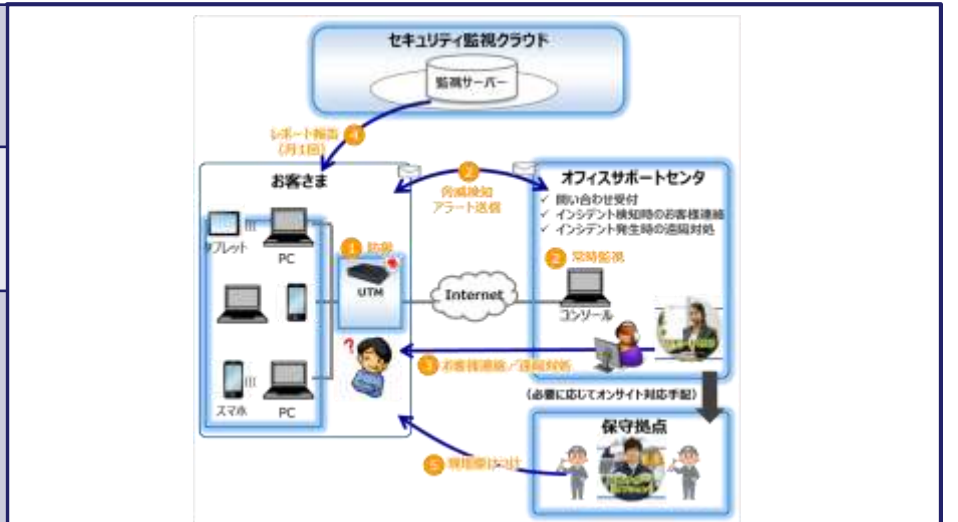 セキュリティ監視クラウド
監視サーバー
レポート報告
(月1回)
4
お客さま
2
脅威検知
アラート送信
オフィスサポートセンタ
✓ 問い合わせ受付
✓ インシデント検知時のお客様連絡
✓ インシデント発生時の遠隔対処
タブレット
PC
1 防御
UTM
Internet
2 常時監視
コンソール
3 お客様連絡/遠隔対処
スマホ
PC
(必要に応じてオンサイト対応手配)
保守拠点
5 現地駆けつけ